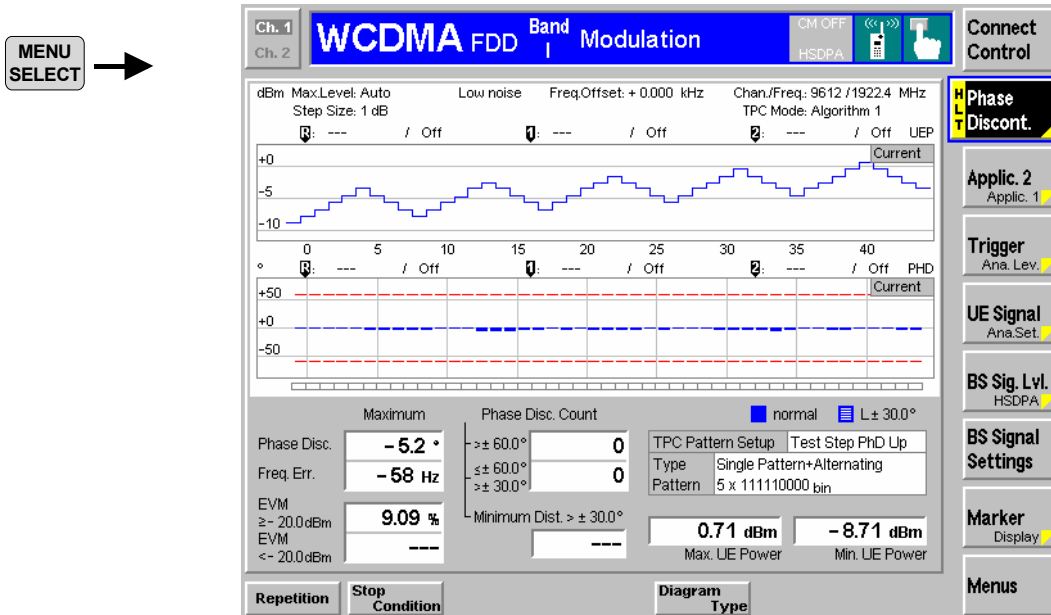 MENU
SELECT
Ch. 1
Ch. 2
WCDMA FDD Band I Modulation
CM OFF
HSDPA
Connect
Control
dBm Max.Level: Auto Low noise Freq.Offset: + 0.000 kHz Chan./Freq.: 9612 /1922.4 MHz
Step Size: 1 dB TPC Mode: Algorithm 1
R: --- / Off 1: --- / Off 2: --- / Off UEP
Current
+0
-5
-10
0 5 10 15 20 25 30 35 40
° R: --- / Off 1: --- / Off 2: --- / Off PHD
Current
+50
+0
-50
Maximum
Phase Disc. Count
normal L ± 30.0°
Phase Disc. – 5.2 °
Freq. Err. – 58 Hz
EVM
≥– 20.0dBm 9.09 %
EVM
<– 20.0dBm ---
>± 60.0° 0
≤± 60.0°
>± 30.0° 0
Minimum Dist. > ± 30.0°
---
TPC Pattern Setup Test Step PhD Up
Type Single Pattern+Alternating
Pattern 5 x 111110000 bin
0.71 dBm – 8.71 dBm
Max. UE Power Min. UE Power
Repetition
Stop
Condition
Diagram
Type
H
L
T
Phase
Discont.
Applic. 2
Applic. 1
Trigger
Ana. Lev.
UE Signal
Ana.Set.
BS Sig. Lvl.
HSDPA
BS Signal
Settings
Marker
Display
Menus